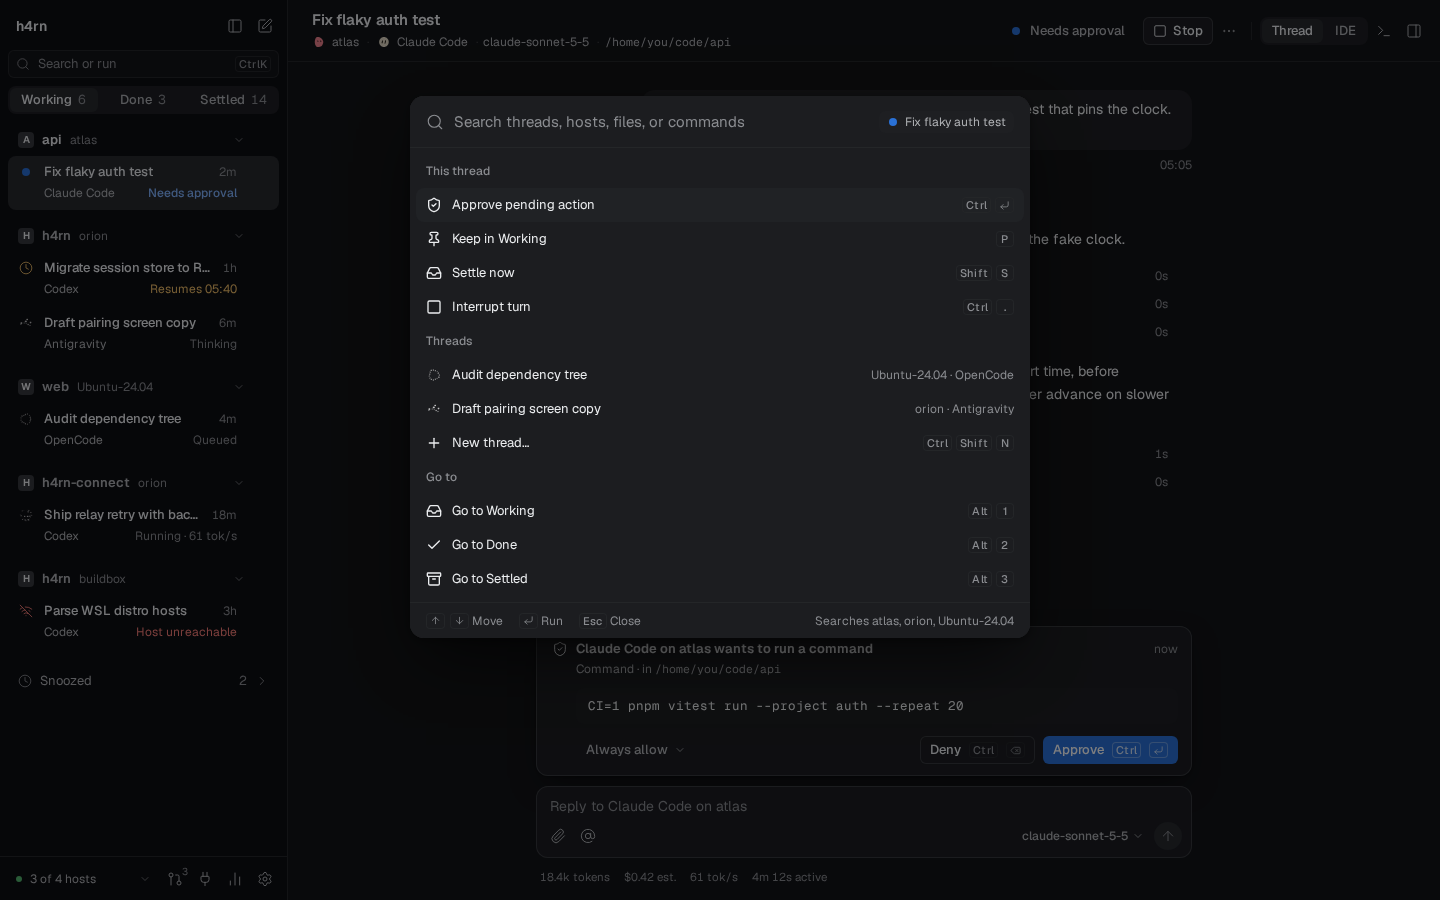 h4rn
Search or run CtrlK
Working 6 Done 3 Settled 14
A api atlas
Fix flaky auth test 2m
Claude Code Needs approval
H h4rn orion
Migrate session store to R... 1h
Codex Resumes 05:40
Draft pairing screen copy 6m
Antigravity Thinking
W web Ubuntu-24.04
Audit dependency tree 4m
OpenCode Queued
H h4rn-connect orion
Ship relay retry with bac... 18m
Codex Running · 61 tok/s
H h4rn buildbox
Parse WSL distro hosts 3h
Codex Host unreachable
Snoozed 2
3 of 4 hosts 3
Fix flaky auth test
atlas · Claude Code · claude-sonnet-5-5 · /home/you/code/api
Needs approval Stop ... Thread IDE
est that pins the clock.
05:05
the fake clock.
0s
0s
0s
rt time, before
er advance on slower
1s
0s
Search threads, hosts, files, or commands Fix flaky auth test
This thread
Approve pending action Ctrl ↵
Keep in Working P
Settle now Shift S
Interrupt turn Ctrl .
Threads
Audit dependency tree Ubuntu-24.04 · OpenCode
Draft pairing screen copy orion · Antigravity
New thread... Ctrl Shift N
Go to
Go to Working Alt 1
Go to Done Alt 2
Go to Settled Alt 3
↑ ↓ Move ↵ Run Esc Close Searches atlas, orion, Ubuntu-24.04
Claude Code on atlas wants to run a command now
Command · in /home/you/code/api
CI=1 pnpm vitest run --project auth --repeat 20
Always allow Deny Ctrl Approve Ctrl ↵
Reply to Claude Code on atlas
claude-sonnet-5-5
18.4k tokens $0.42 est. 61 tok/s 4m 12s active